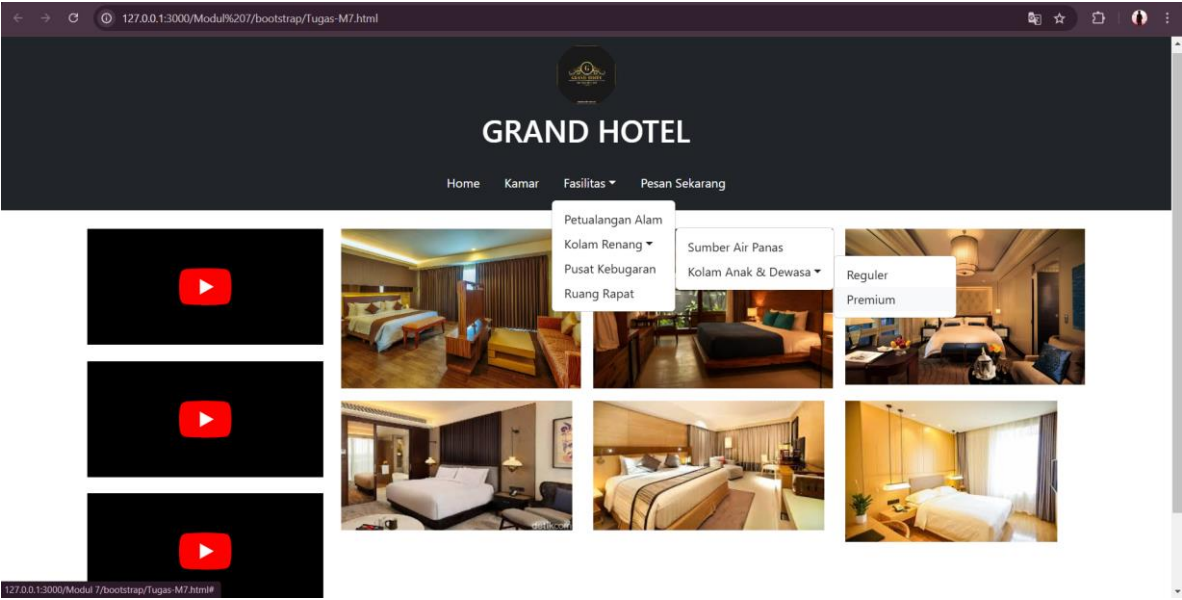 127.0.0.1:3000/Modul%207/bootstrap/Tugas-M7.html
GRAND HOTEL
Home Kamar Fasilitas Pesan Sekarang
Petualangan Alam
Kolam Renang
Pusat Kebugaran
Ruang Rapat
Sumber Air Panas
Kolam Anak & Dewasa
Reguler
Premium
detikcom
127.0.0.1:3000/Modul 7/bootstrap/Tugas-M7.html#